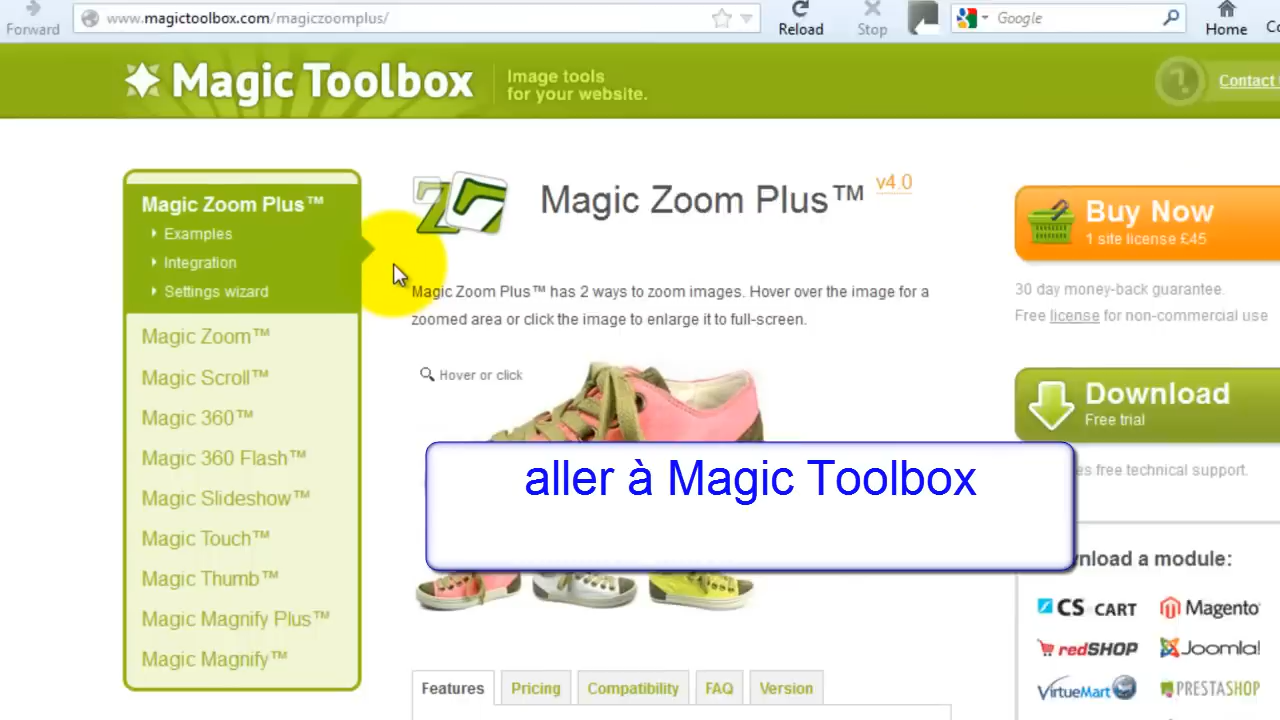 Forward
www.magictoolbox.com/magiczoomplus/
Reload
Stop
Google
Home
Magic Toolbox
Image tools
for your website.
Contact
Magic Zoom Plus™
Examples
Integration
Settings wizard
Magic Zoom™
Magic Scroll™
Magic 360™
Magic 360 Flash™
Magic Slideshow™
Magic Touch™
Magic Thumb™
Magic Magnify Plus™
Magic Magnify™
Magic Zoom Plus™ v4.0
Magic Zoom Plus™ has 2 ways to zoom images. Hover over the image for a
zoomed area or click the image to enlarge it to full-screen.
Hover or click
aller à Magic Toolbox
Features
Pricing
Compatibility
FAQ
Version
Buy Now
1 site license £45
30 day money-back guarantee.
Free license for non-commercial use
Download
Free trial
free technical support.
a module:
CS CART
Magento
redSHOP
Joomla!
VirtueMart
PRESTASHOP